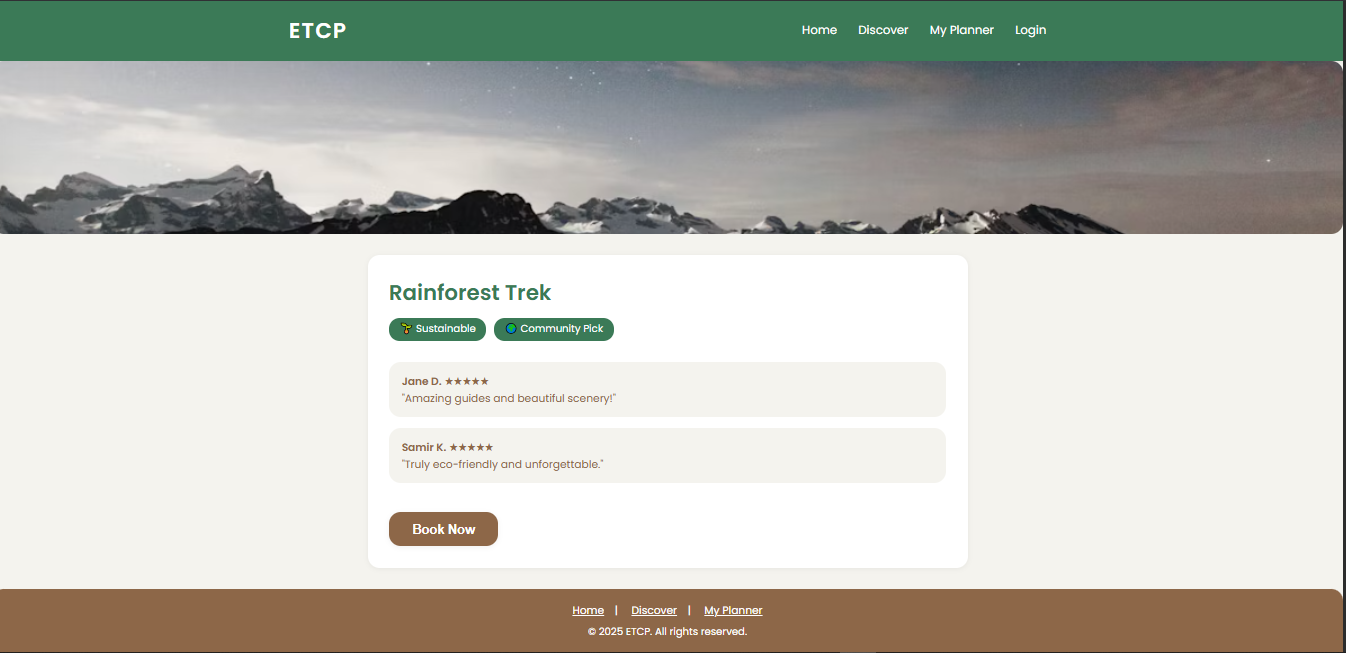 ETCP
Home Discover My Planner Login
Rainforest Trek
🌱 Sustainable 🌍 Community Pick
Jane D. ★★★★★
"Amazing guides and beautiful scenery!"
Samir K. ★★★★★
"Truly eco-friendly and unforgettable."
Book Now
Home | Discover | My Planner
© 2025 ETCP. All rights reserved.